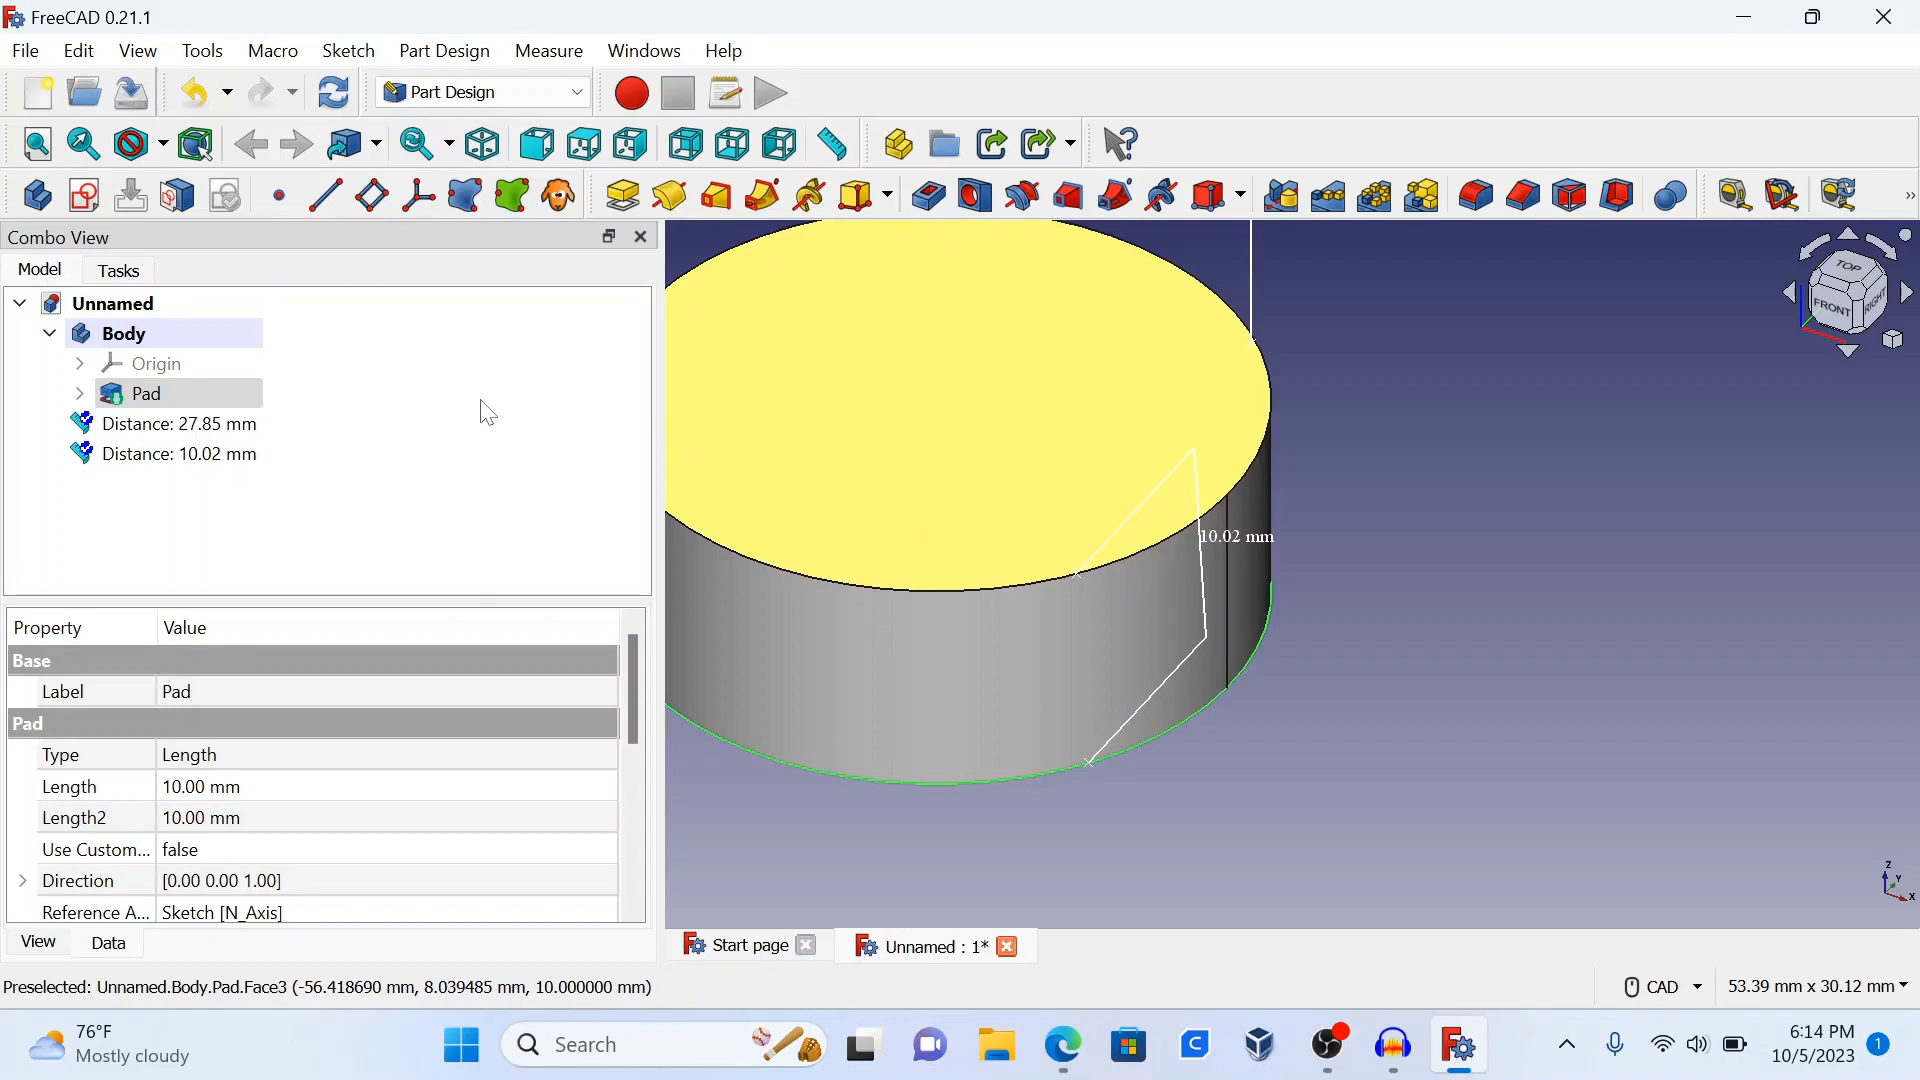 FreeCAD 0.21.1
File Edit View Tools Macro Sketch Part Design Measure Windows Help
Part Design
Combo View
Model Tasks
Unnamed
Body
Origin
Pad
Distance: 27.85 mm
Distance: 10.02 mm
Property Value
Base
Label Pad
Pad
Type Length
Length 10.00 mm
Length2 10.00 mm
Use Custom... false
Direction [0.00 0.00 1.00]
Reference A... Sketch [N_Axis]
View Data
10.02 mm
TOP
FRONT
RIGHT
Z
Y
X
Start page Unnamed : 1*
Preselected: Unnamed.Body.Pad.Face3 (-56.418690 mm, 8.039485 mm, 10.000000 mm)
CAD 53.39 mm x 30.12 mm
76°F
Mostly cloudy
Search
6:14 PM
10/5/2023
1